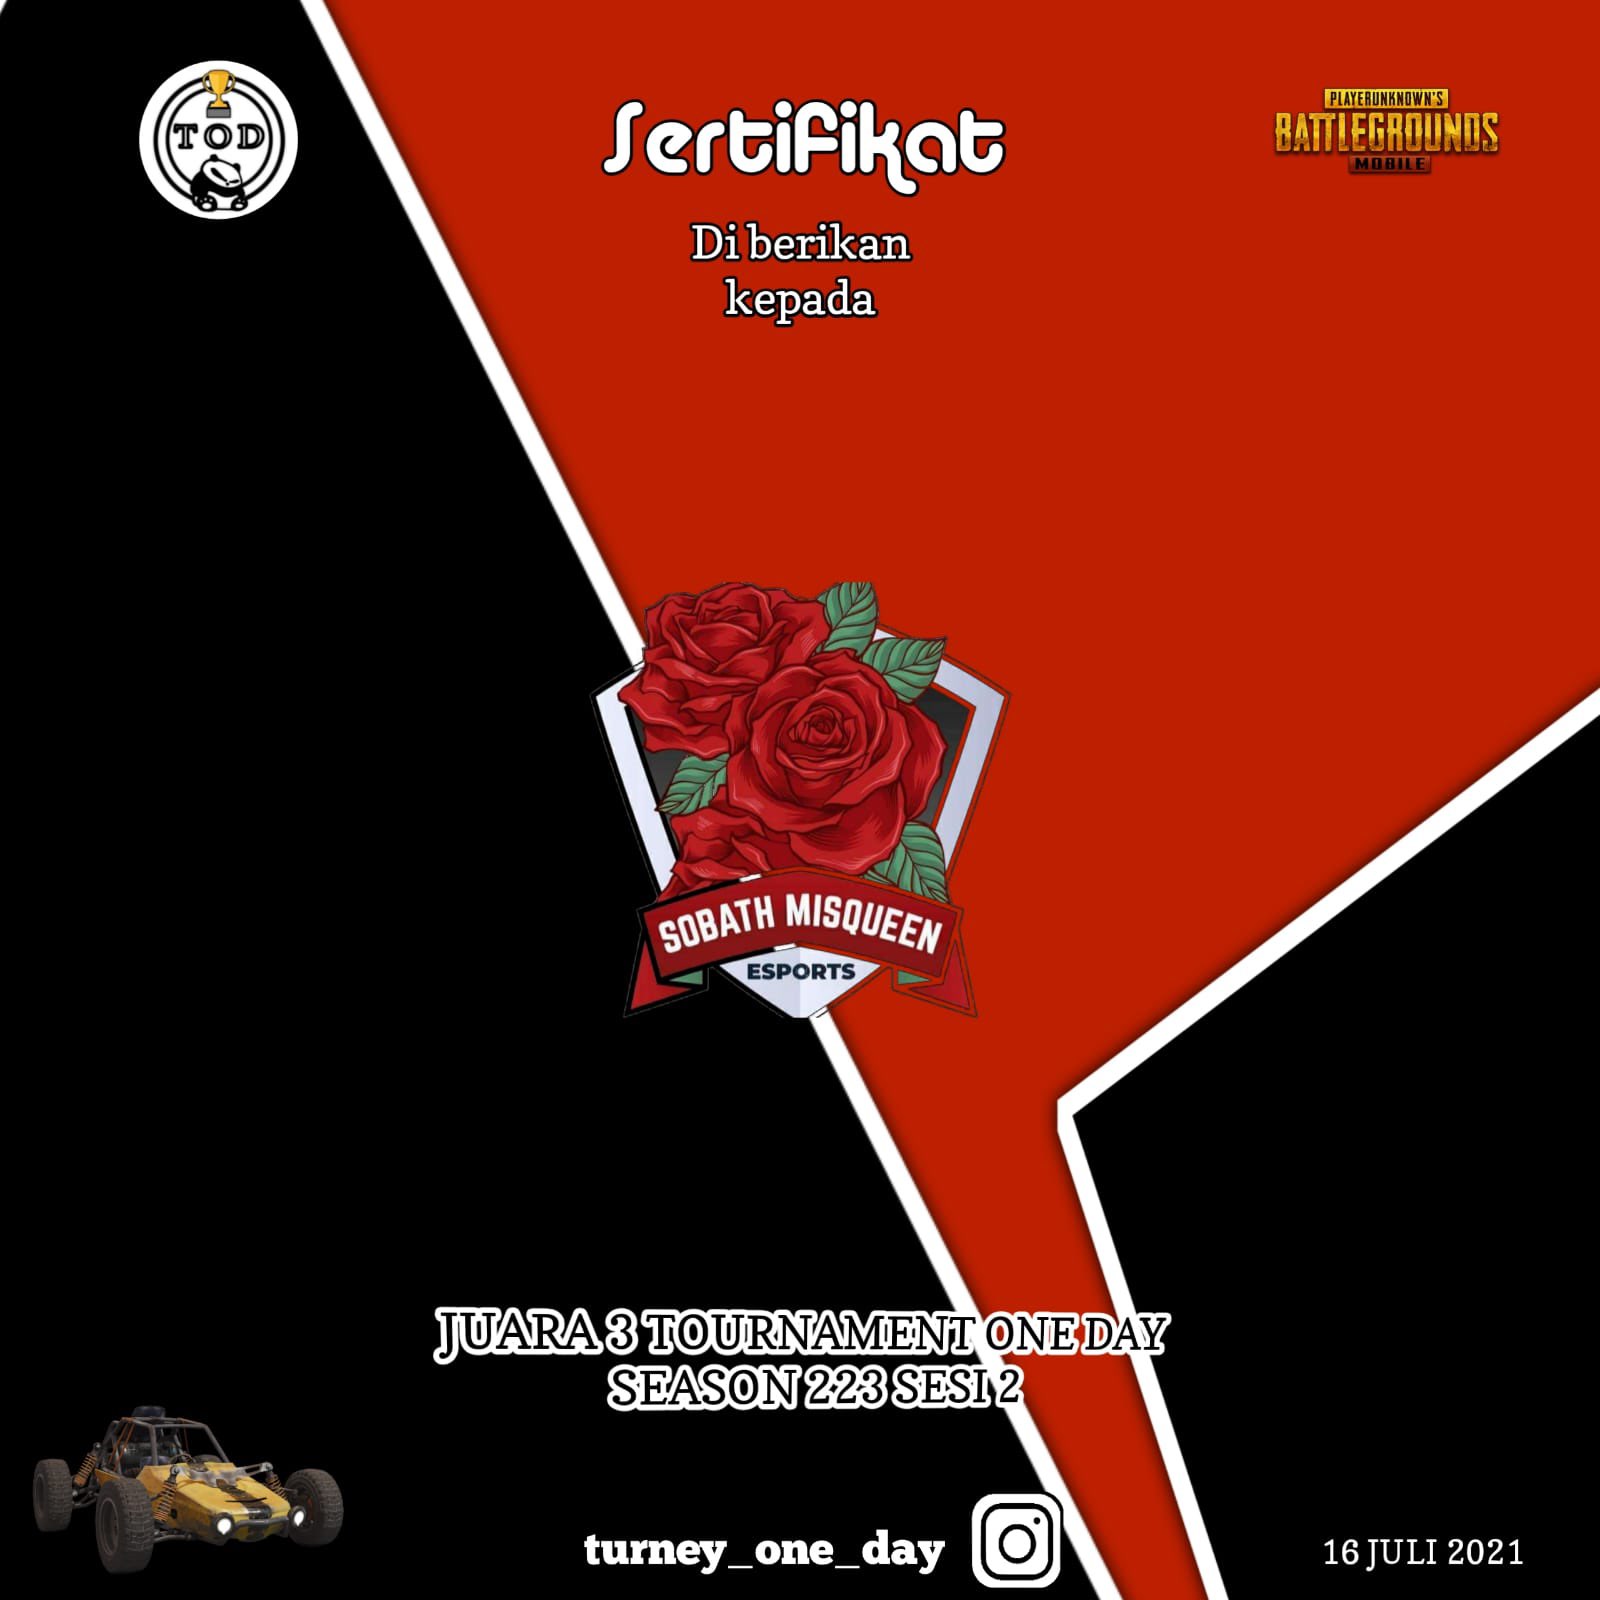 TOD
Sertifikat
PLAYERUNKNOWN'S
BATTLEGROUNDS
MOBILE
Di berikan
kepada
SOBATH MISQUEEN
ESPORTS
JUARA 3 TOURNAMENT ONE DAY
SEASON 223 SESI 2
turney_one_day
16 JULI 2021